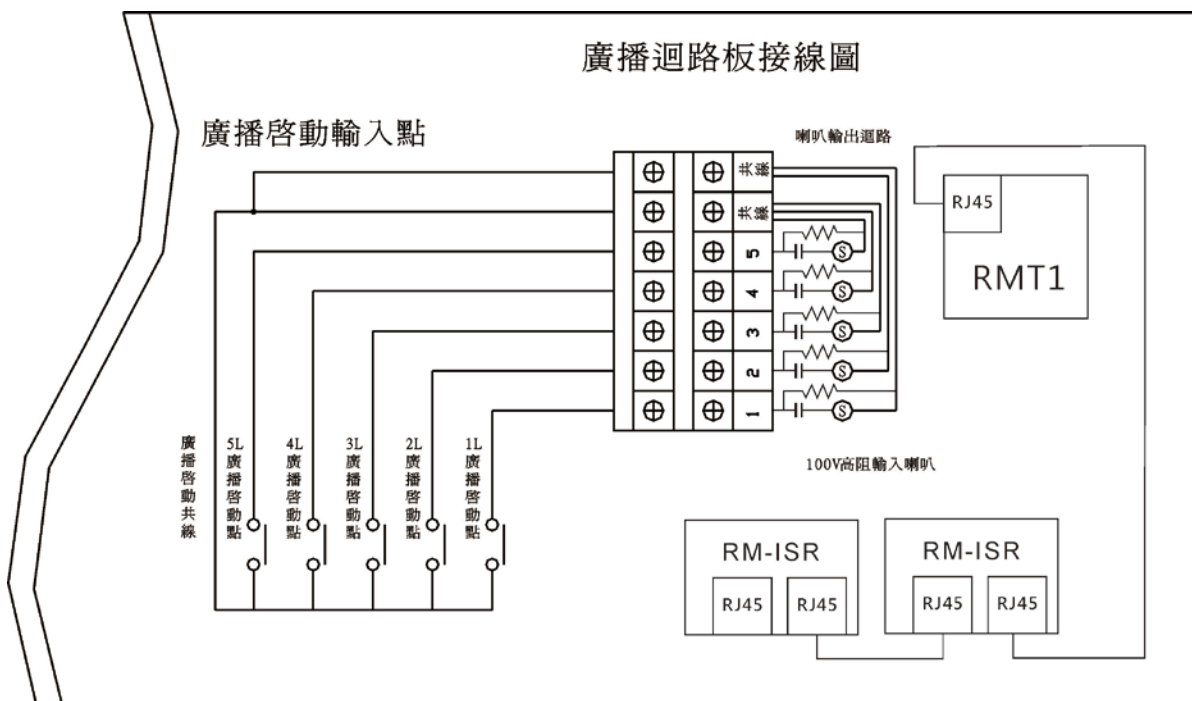 廣播迴路板接線圖
廣播啓動輸入點
喇叭輸出迴路
共線
共線
5
4
3
2
1
S
S
S
S
S
RJ45
RMT1
廣播啓動共線
5L廣播啓動點
4L廣播啓動點
3L廣播啓動點
2L廣播啓動點
1L廣播啓動點
100V高阻輸入喇叭
RM-ISR
RJ45
RJ45
RM-ISR
RJ45
RJ45